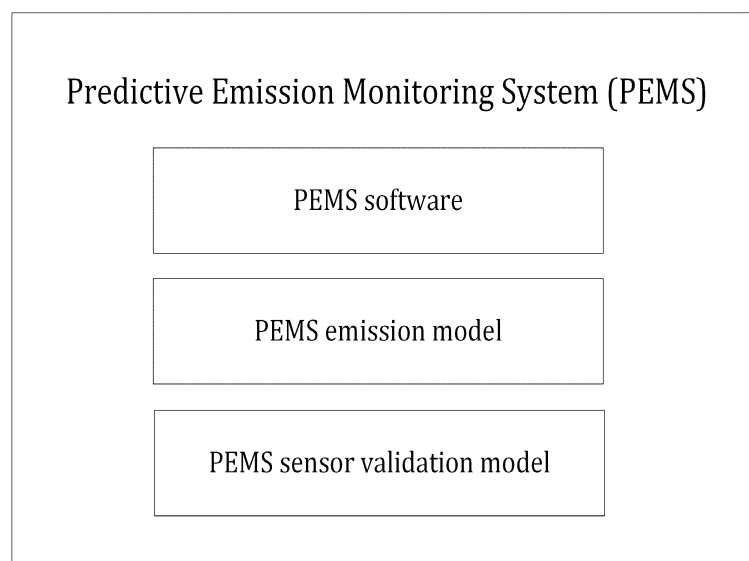 Predictive Emission Monitoring System (PEMS)
PEMS software
PEMS emission model
PEMS sensor validation model